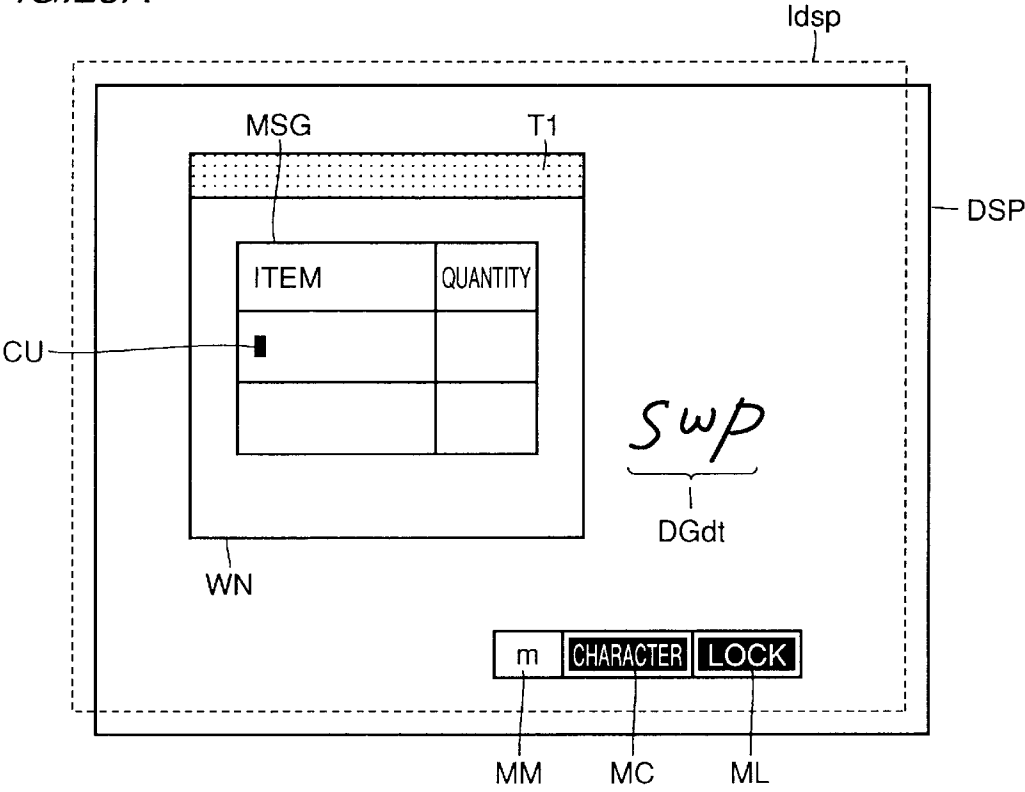 Idsp
MSG T1
DSP
ITEM QUANTITY
CU
swp
DGdt
WN
m CHARACTER LOCK
MM MC ML